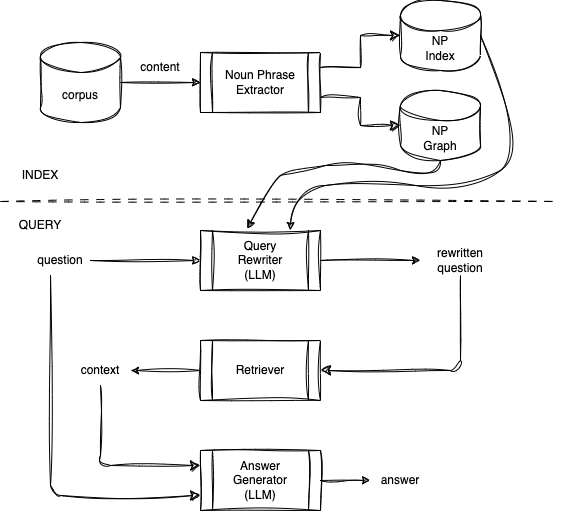 NP
Index
content
Noun Phrase
Extractor
corpus
NP
Graph
INDEX
QUERY
Query
Rewriter
(LLM)
question
rewritten
question
context
Retriever
Answer
Generator
(LLM)
answer